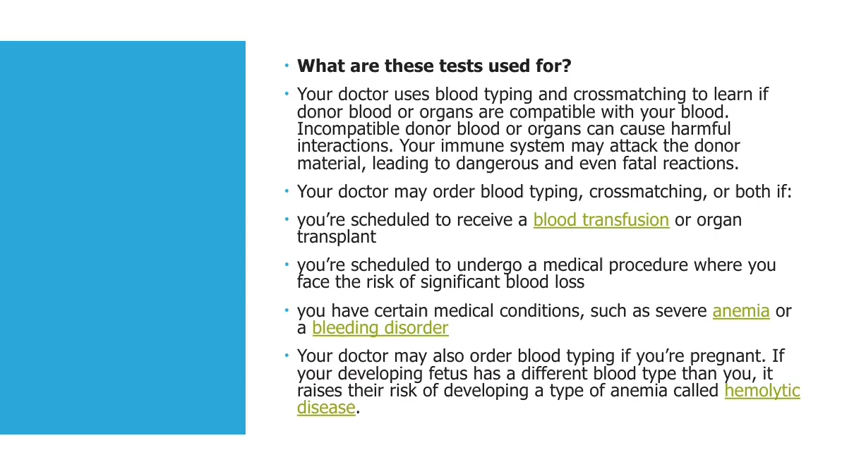 • What are these tests used for?
• Your doctor uses blood typing and crossmatching to learn if
donor blood or organs are compatible with your blood.
Incompatible donor blood or organs can cause harmful
interactions. Your immune system may attack the donor
material, leading to dangerous and even fatal reactions.
• Your doctor may order blood typing, crossmatching, or both if:
• you’re scheduled to receive a blood transfusion or organ
transplant
• you’re scheduled to undergo a medical procedure where you
face the risk of significant blood loss
• you have certain medical conditions, such as severe anemia or
a bleeding disorder
• Your doctor may also order blood typing if you’re pregnant. If
your developing fetus has a different blood type than you, it
raises their risk of developing a type of anemia called hemolytic
disease.